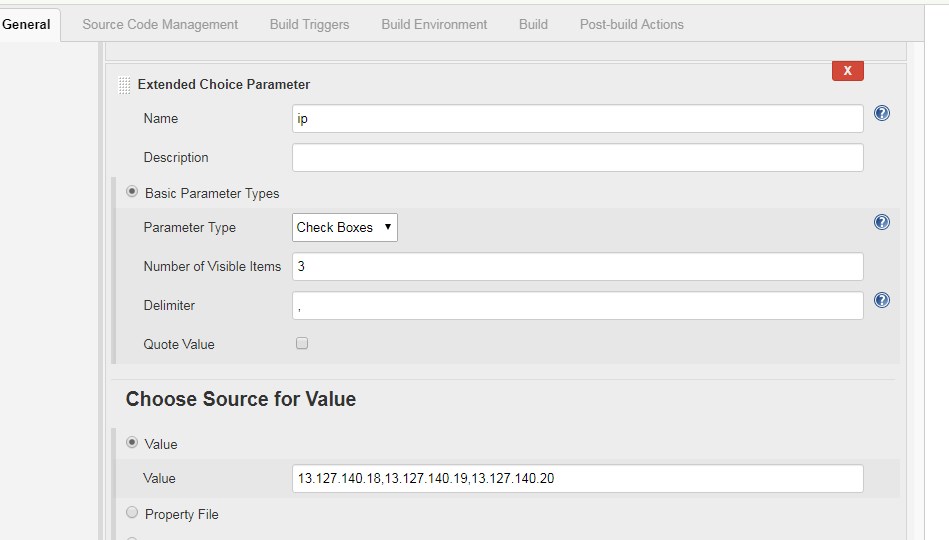 General Source Code Management Build Triggers Build Environment Build Post-build Actions
X
Extended Choice Parameter
Name ip ?
Description
Basic Parameter Types
Parameter Type Check Boxes ?
Number of Visible Items 3
Delimiter , ?
Quote Value
Choose Source for Value
Value
Value 13.127.140.18,13.127.140.19,13.127.140.20
Property File